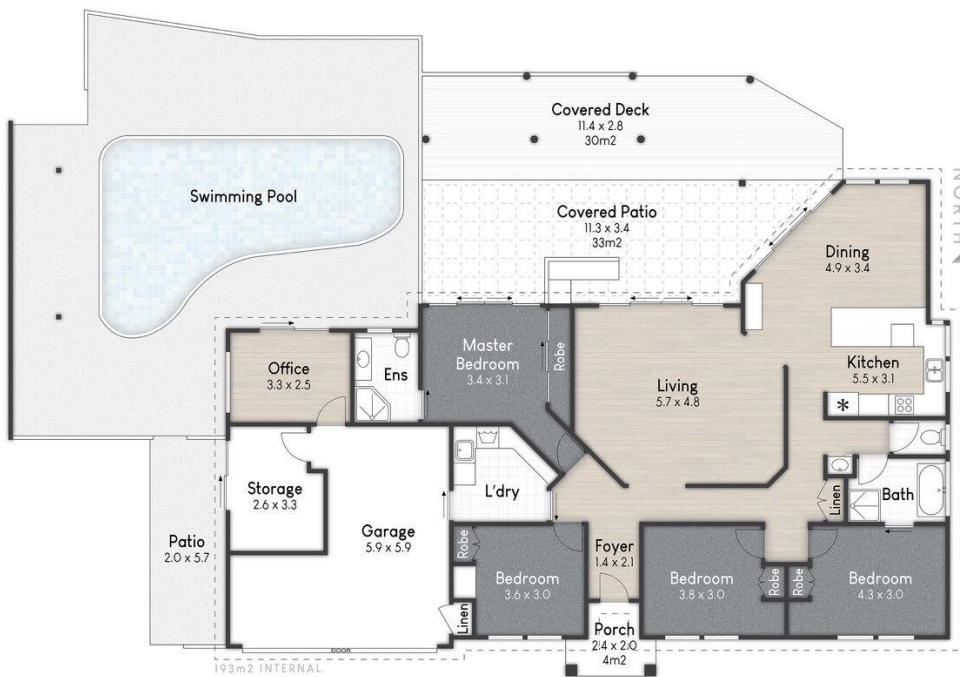 Covered Deck
11.4 x 2.8
30m2
Swimming Pool
NORTH
Covered Patio
11.3 x 3.4
33m2
Dining
4.9 x 3.4
Master
Bedroom
3.4 x 3.1
Robe
Office
3.3 x 2.5
Ens
Living
5.7 x 4.8
Kitchen
5.5 x 3.1
*
L'dry
Storage
2.6 x 3.3
Linen
Bath
Garage
5.9 x 5.9
Patio
2.0 x 5.7
Robe
Bedroom
3.6 x 3.0
Foyer
1.4 x 2.1
Bedroom
3.8 x 3.0
Robe
Robe
Bedroom
4.3 x 3.0
Linen
Porch
2.4 x 2.0
4m2
DOOR
193m2 INTERNAL